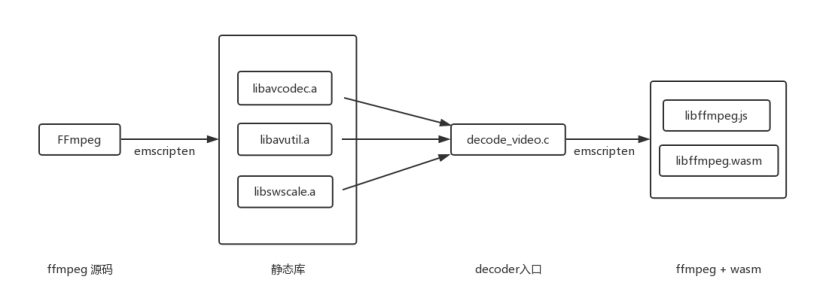 FFmpeg
emscripten
libavcodec.a
libavutil.a
libswscale.a
decode_video.c
emscripten
libffmpeg.js
libffmpeg.wasm
ffmpeg 源码
静态库
decoder入口
ffmpeg + wasm